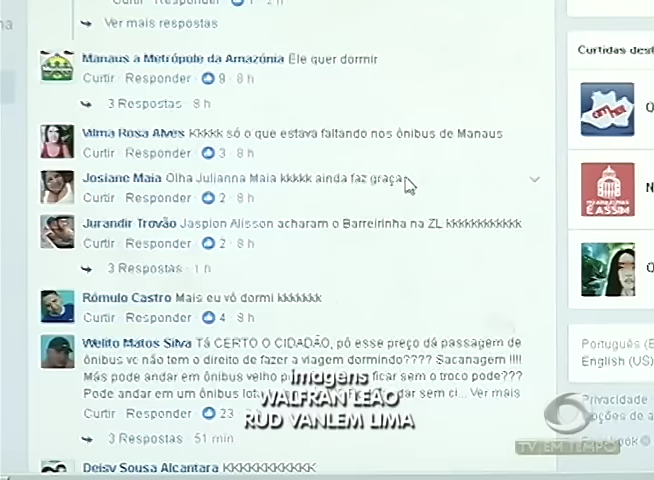 Curtir Responder 1
Ver mais respostas
Manaus a Metrópole da Amazônia Ele quer dormir
Curtir · Responder · 9 · 8 h
3 Respostas · 8 h
Vilma Rosa Alves Kkkkk só o que estava faltando nos ônibus de Manaus
Curtir · Responder · 3 · 8 h
Josiane Maia Olha Julianna Maia kkkkk ainda faz graça
Curtir · Responder · 2 · 8 h
Jurandir Trovão Jaspion Alisson acharam o Barreirinha na ZL kkkkkkkkkkkk
Curtir · Responder · 2 · 8 h
3 Respostas · 1 h
Rômulo Castro Mais eu vô dormi kkkkkkk
Curtir · Responder · 4 · 8 h
Welito Matos Silva Tá CERTO O CIDADÃO, pô esse preço dá passagem de
ônibus vc não tem o direito de fazer a viagem dormindo???? Sacanagem !!!!
Más pode andar em ônibus velho ficar sem o troco pode???
Pode andar em um ônibus dar sem ci... Ver mais
Curtir · Responder · 23
3 Respostas · 51 min
Deisy Sousa Alcantara KKKKKKKKKKK
Curtidas
É ASSIM
Português
English (US)
Privacidade
imagens
WALFRAN LEÃO
RUD VANLEM LIMA
TV EM TEMPO